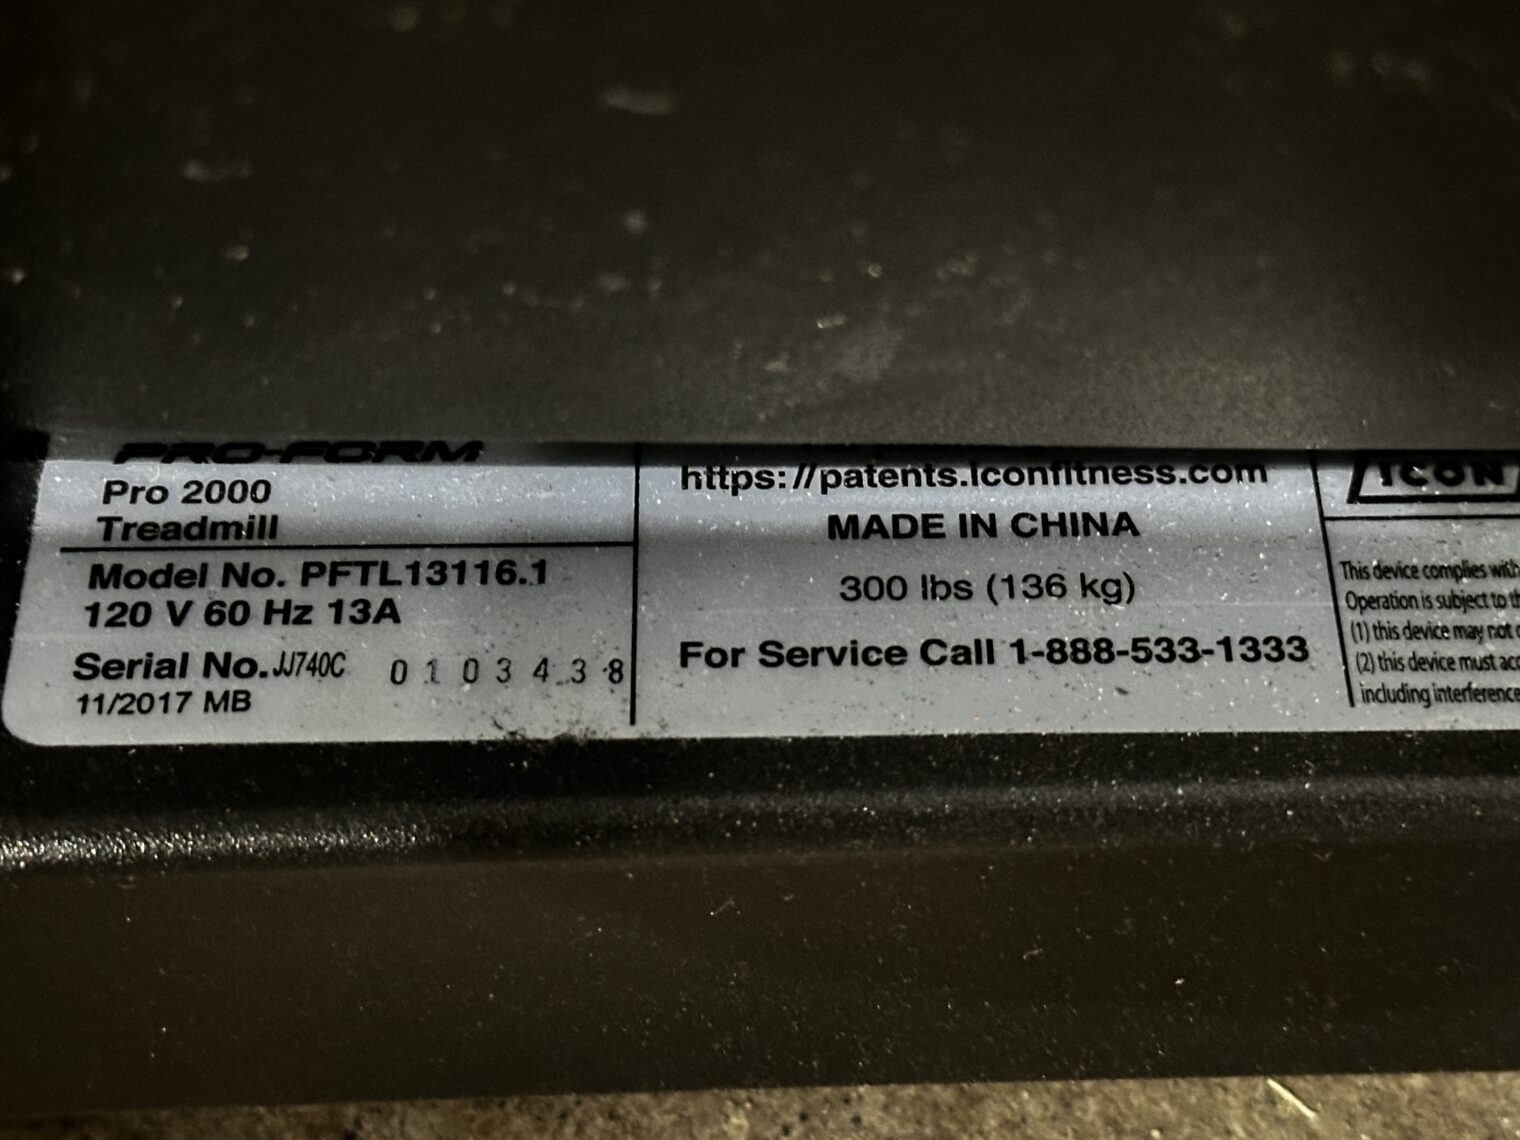 PRO-FORM
Pro 2000
Treadmill
Model No. PFTL13116.1
120 V 60 Hz 13A
Serial No. JJ740C 0103438
11/2017 MB
https://patents.iconfitness.com
MADE IN CHINA
300 lbs (136 kg)
For Service Call 1-888-533-1333
ICON
This device complies with
Operation is subject to
(1) this device may not
(2) this device must
including interference